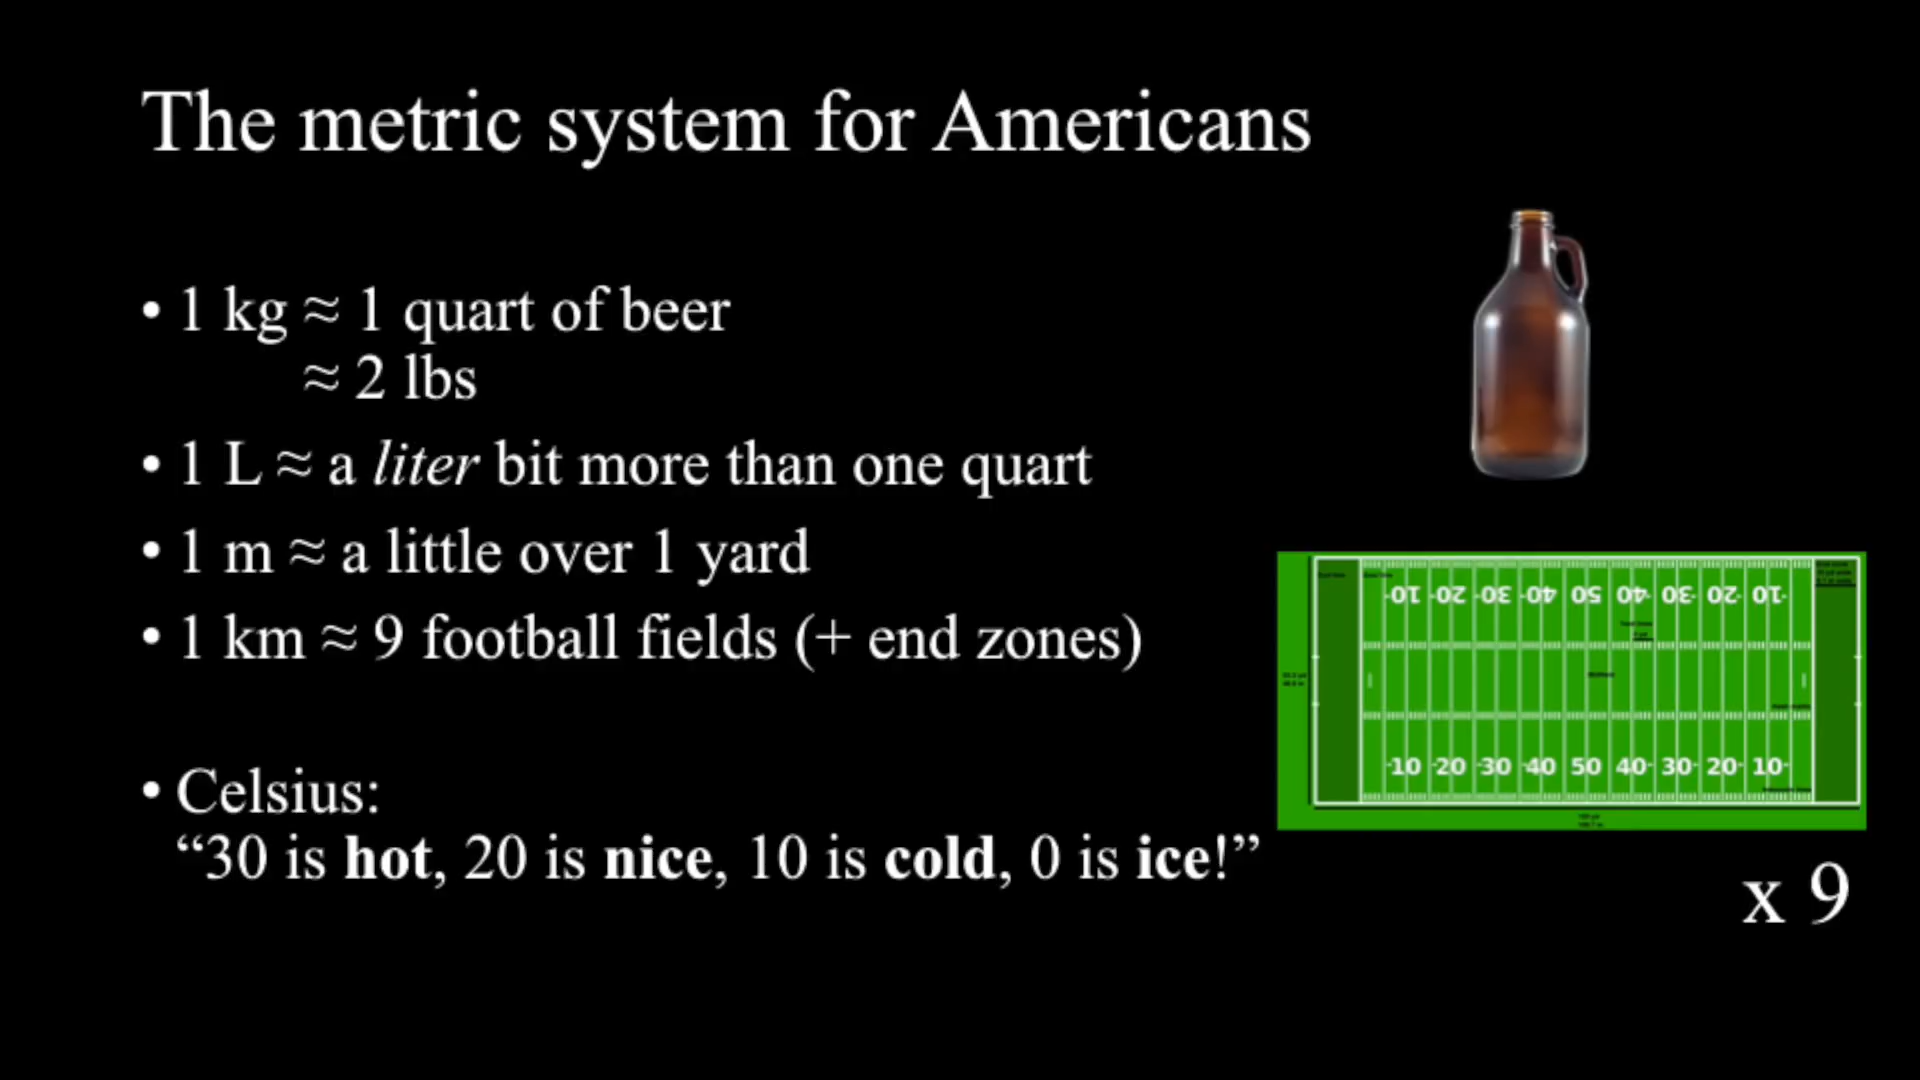 The metric system for Americans
• 1 kg ≈ 1 quart of beer
≈ 2 lbs
• 1 L ≈ a liter bit more than one quart
• 1 m ≈ a little over 1 yard
• 1 km ≈ 9 football fields (+ end zones)
• Celsius:
“30 is hot, 20 is nice, 10 is cold, 0 is ice!”
10 20 30 40 50 40 30 20 10
10 20 30 40 50 40 30 20 10
x 9